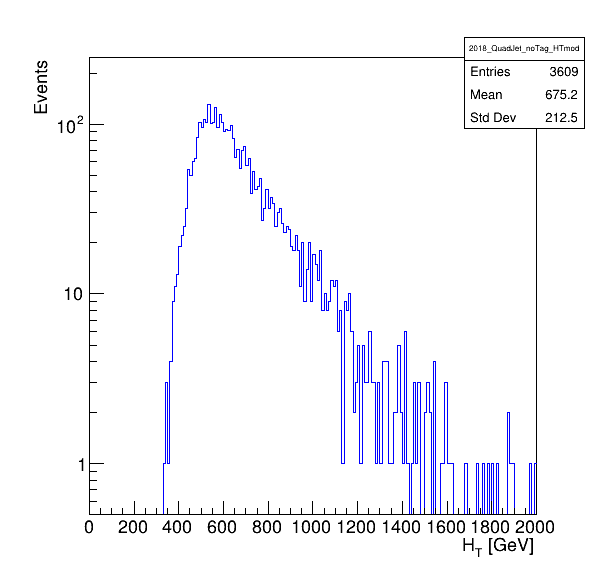 2018_QuadJet_noTag_HTmod
Entries 3609
Mean 675.2
Std Dev 212.5
Events
10²
10
1
0 200 400 600 800 1000 1200 1400 1600 1800 2000
H_T [GeV]